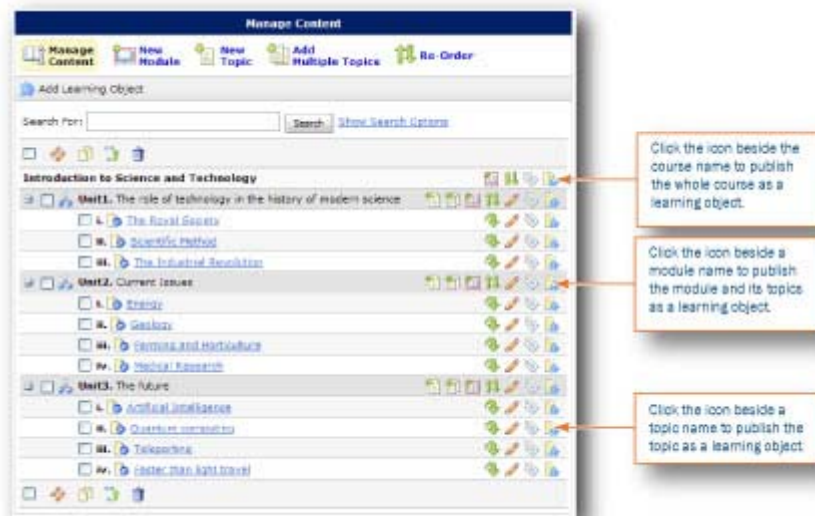 Manage Content
Manage Content
New Module
New Topic
Add Multiple Topics
Re-Order
Add Learning Object
Search For:
Search
Show Search Options
Introduction to Science and Technology
Unit1. The role of technology in the history of modern science
i. The Royal Society
ii. Scientific Method
iii. The Industrial Revolution
Unit2. Current Issues
i. Energy
ii. Geology
iii. Farming and Horticulture
iv. Medical Research
Unit3. The future
i. Artificial Intelligence
ii. Quantum computing
iii. Teleporting
iv. Faster than light travel
Click the icon beside the
course name to publish
the whole course as a
learning object.
Click the icon beside a
module name to publish
the module and its topics
as a learning object.
Click the icon beside a
topic name to publish the
topic as a learning object